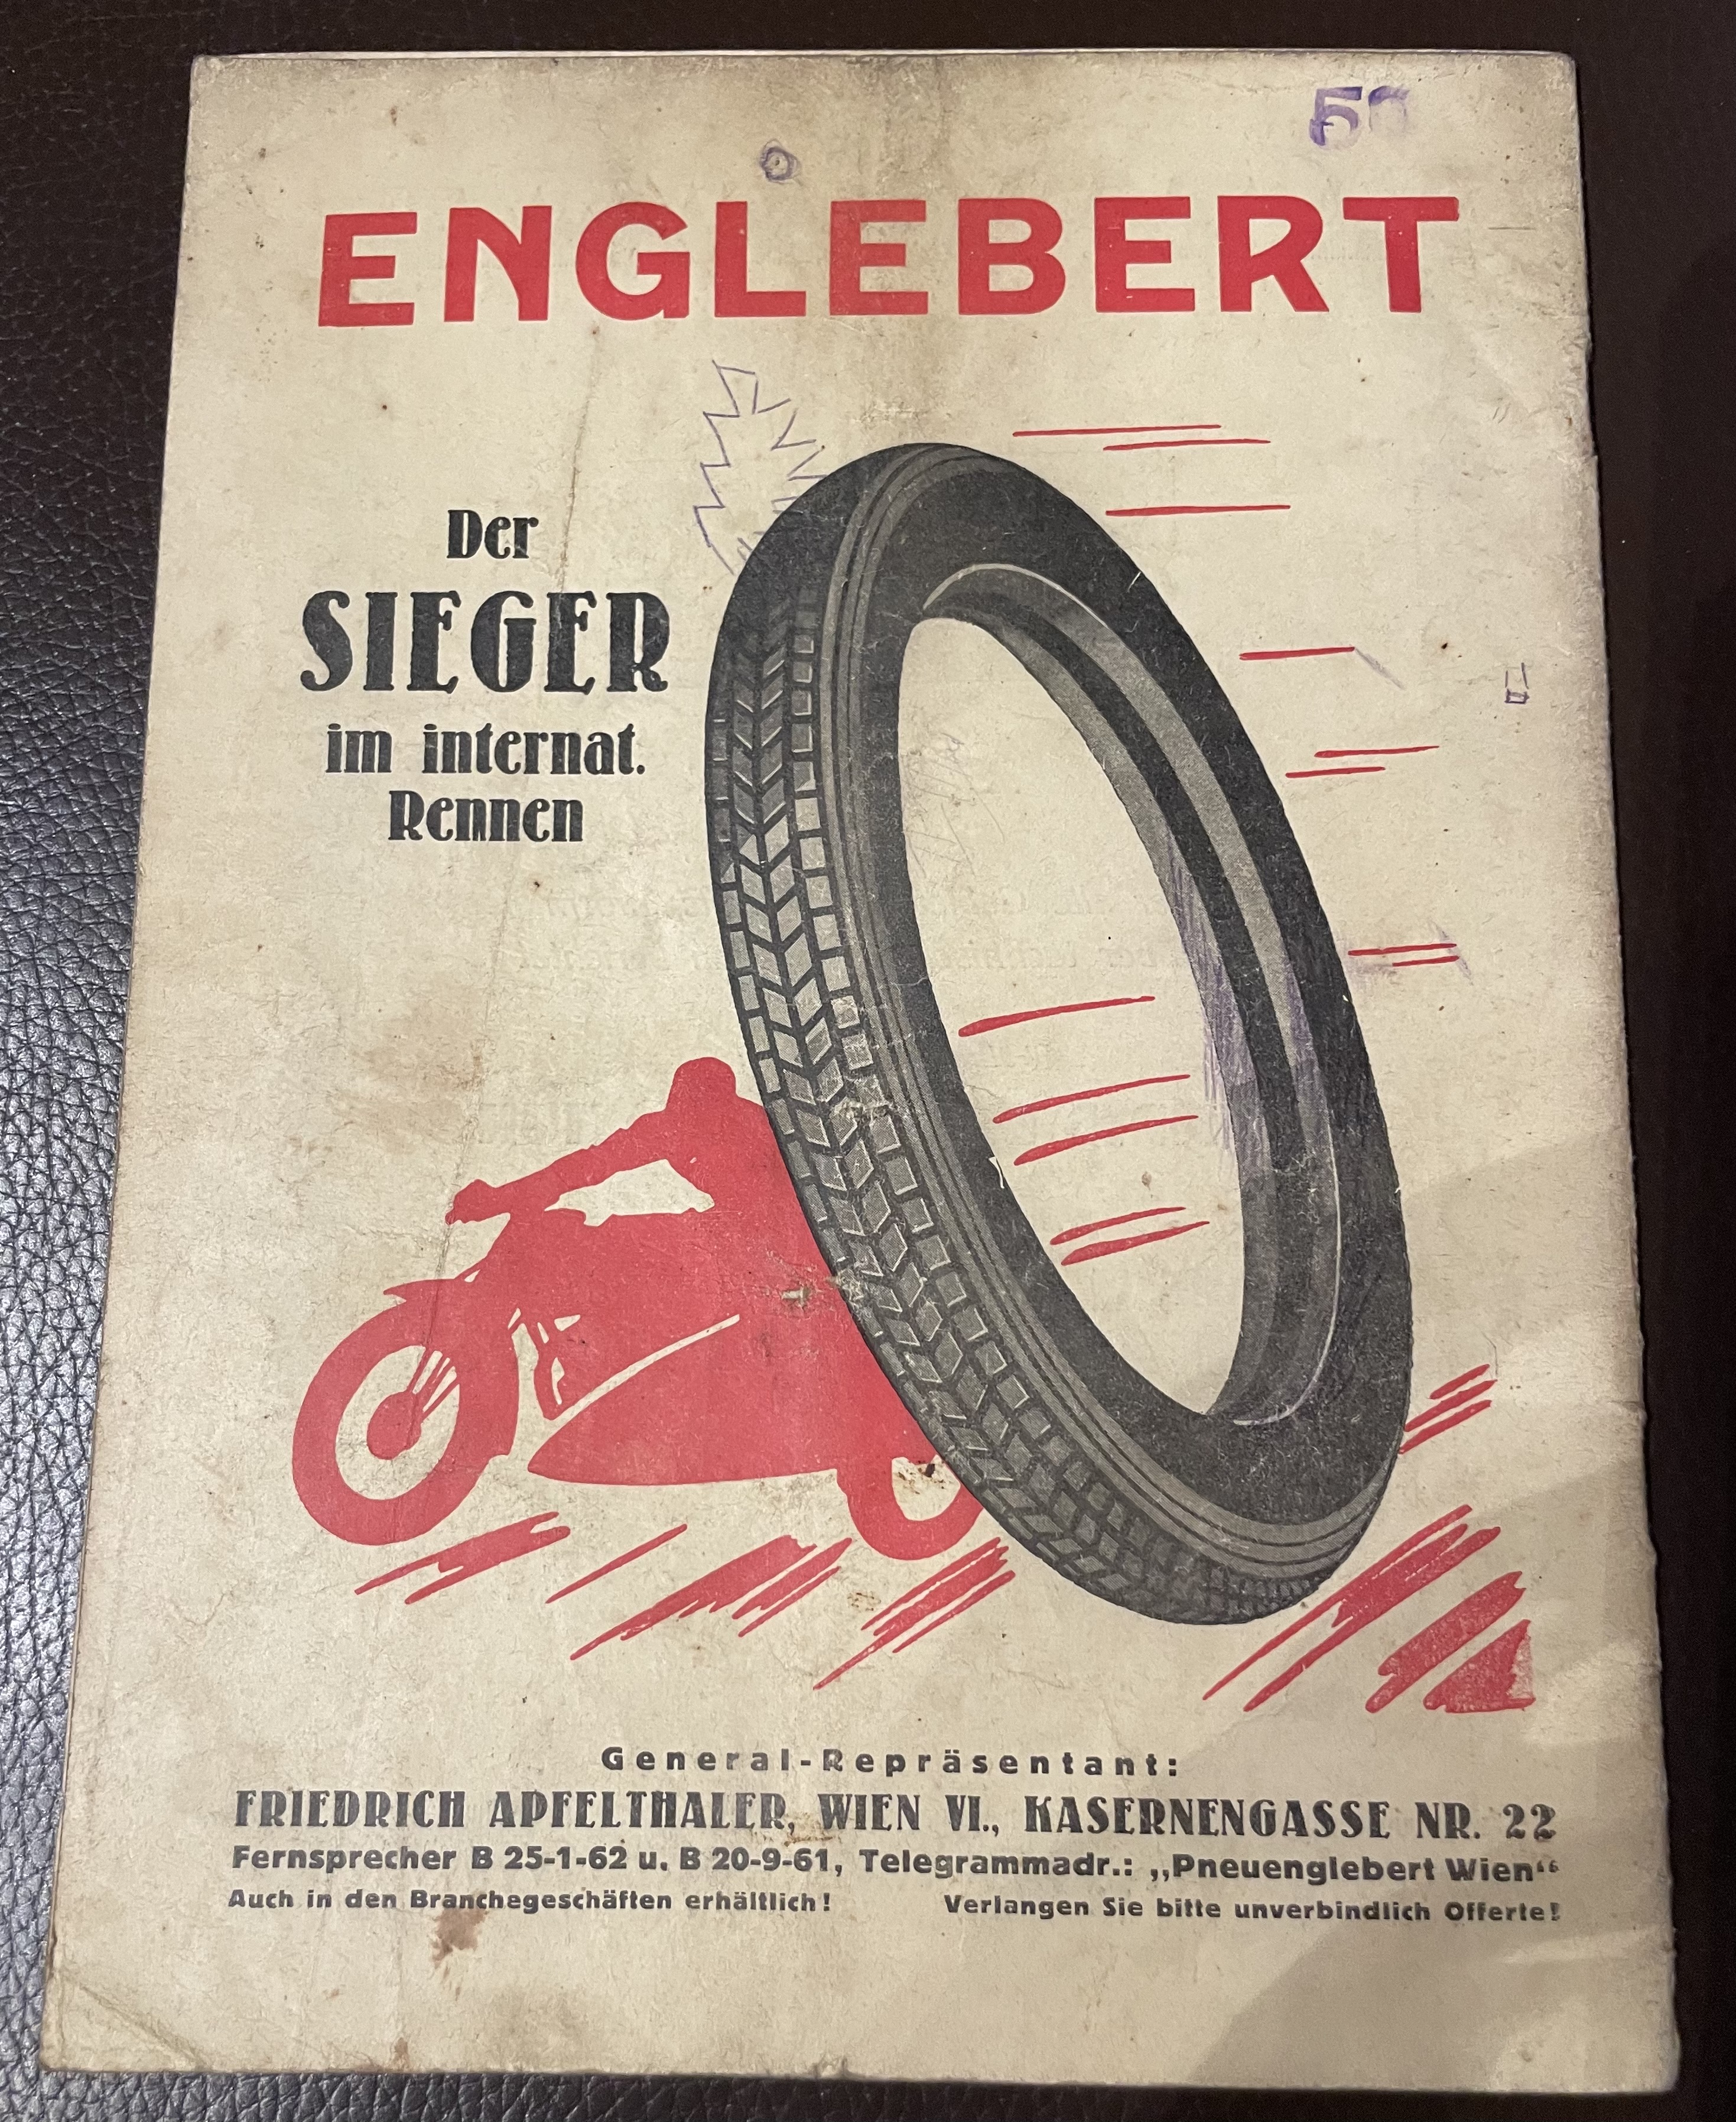 ENGLEBERT
Der
SIEGER
im internat.
Rennen
General-Repräsentant:
FRIEDRICH APFELTHALER, WIEN VI., KASERNENGASSE NR. 22
Fernsprecher B 25-1-62 u. B 20-9-61, Telegrammadr.: „Pneuenglebert Wien“
Auch in den Branchegeschäften erhältlich! Verlangen Sie bitte unverbindlich Offerte!